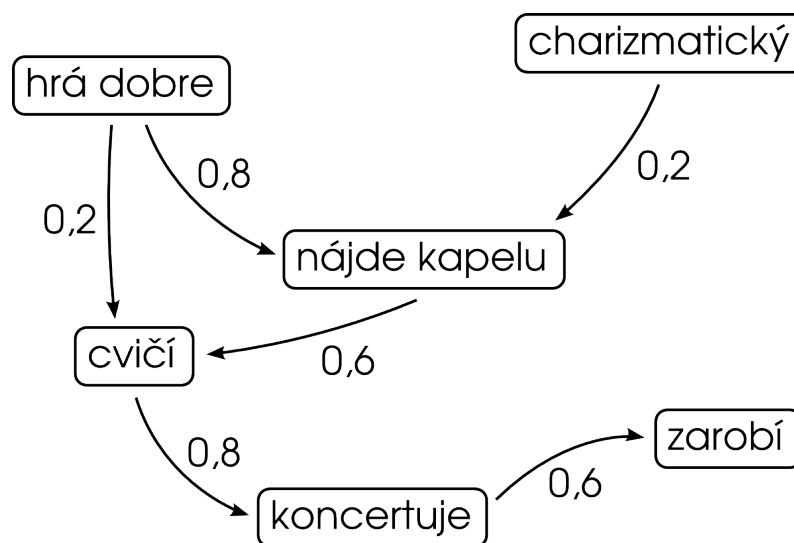 charizmatický
hrá dobre
0,8
0,2
0,2
nájde kapelu
cvičí
0,6
zarobí
0,8
0,6
koncertuje